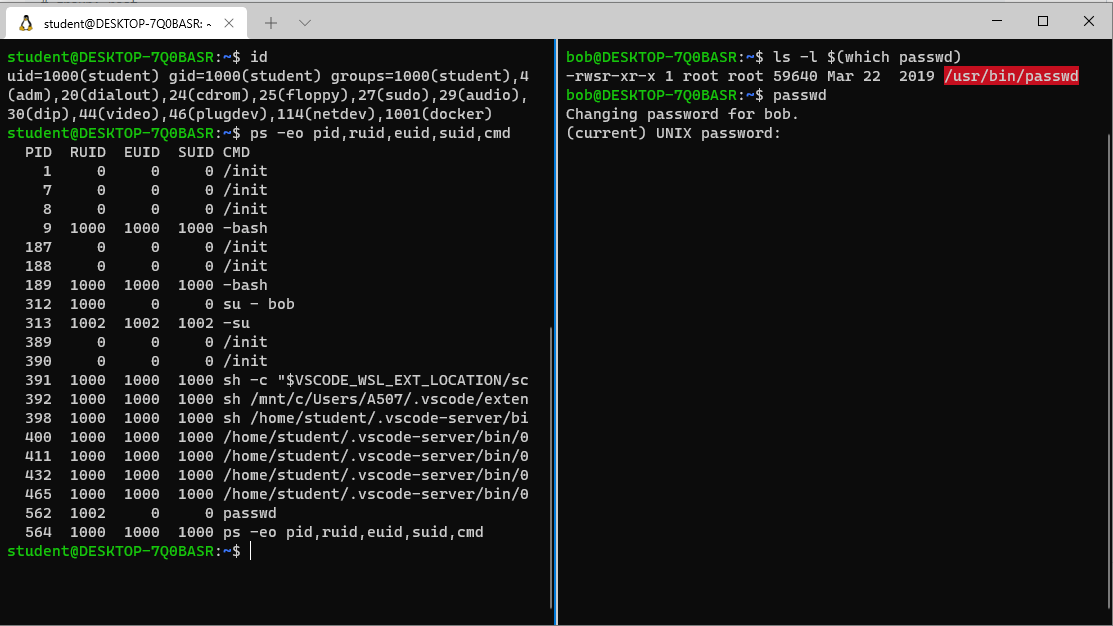 student@DESKTOP-7Q0BASR: ~
student@DESKTOP-7Q0BASR:~$ id
uid=1000(student) gid=1000(student) groups=1000(student),4
(adm),20(dialout),24(cdrom),25(floppy),27(sudo),29(audio),
30(dip),44(video),46(plugdev),114(netdev),1001(docker)
student@DESKTOP-7Q0BASR:~$ ps -eo pid,ruid,euid,suid,cmd
PID RUID EUID SUID CMD
1 0 0 0 /init
7 0 0 0 /init
8 0 0 0 /init
9 1000 1000 1000 -bash
187 0 0 0 /init
188 0 0 0 /init
189 1000 1000 1000 -bash
312 1000 0 0 su - bob
313 1002 1002 1002 -su
389 0 0 0 /init
390 0 0 0 /init
391 1000 1000 1000 sh -c "$VSCODE_WSL_EXT_LOCATION/sc
392 1000 1000 1000 sh /mnt/c/Users/A507/.vscode/exten
398 1000 1000 1000 sh /home/student/.vscode-server/bi
400 1000 1000 1000 /home/student/.vscode-server/bin/0
411 1000 1000 1000 /home/student/.vscode-server/bin/0
432 1000 1000 1000 /home/student/.vscode-server/bin/0
465 1000 1000 1000 /home/student/.vscode-server/bin/0
562 1002 0 0 passwd
564 1000 1000 1000 ps -eo pid,ruid,euid,suid,cmd
student@DESKTOP-7Q0BASR:~$
bob@DESKTOP-7Q0BASR:~$ ls -l $(which passwd)
-rwsr-xr-x 1 root root 59640 Mar 22 2019 /usr/bin/passwd
bob@DESKTOP-7Q0BASR:~$ passwd
Changing password for bob.
(current) UNIX password: